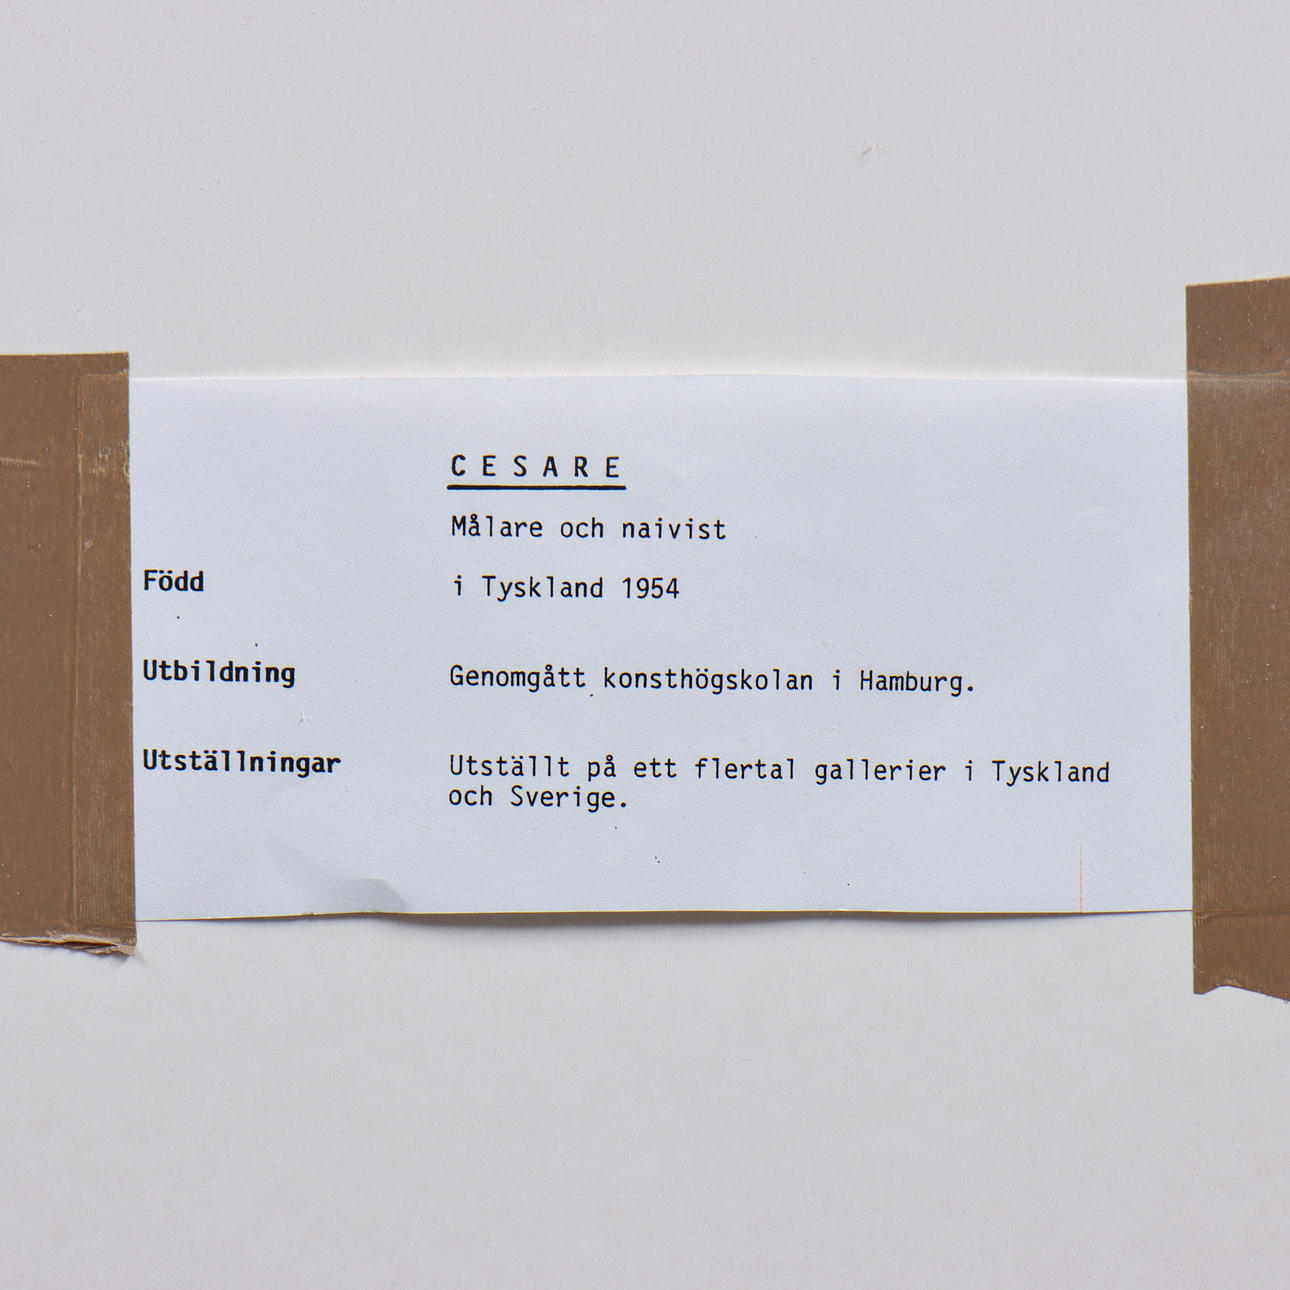 C E S A R E
Målare och naivist
Född i Tyskland 1954
Utbildning Genomgått konsthögskolan i Hamburg.
Utställningar Utställt på ett flertal gallerier i Tyskland
och Sverige.